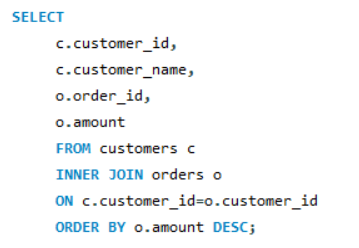 SELECT
c.customer_id,
c.customer_name,
o.order_id,
o.amount
FROM customers c
INNER JOIN orders o
ON c.customer_id=o.customer_id
ORDER BY o.amount DESC;